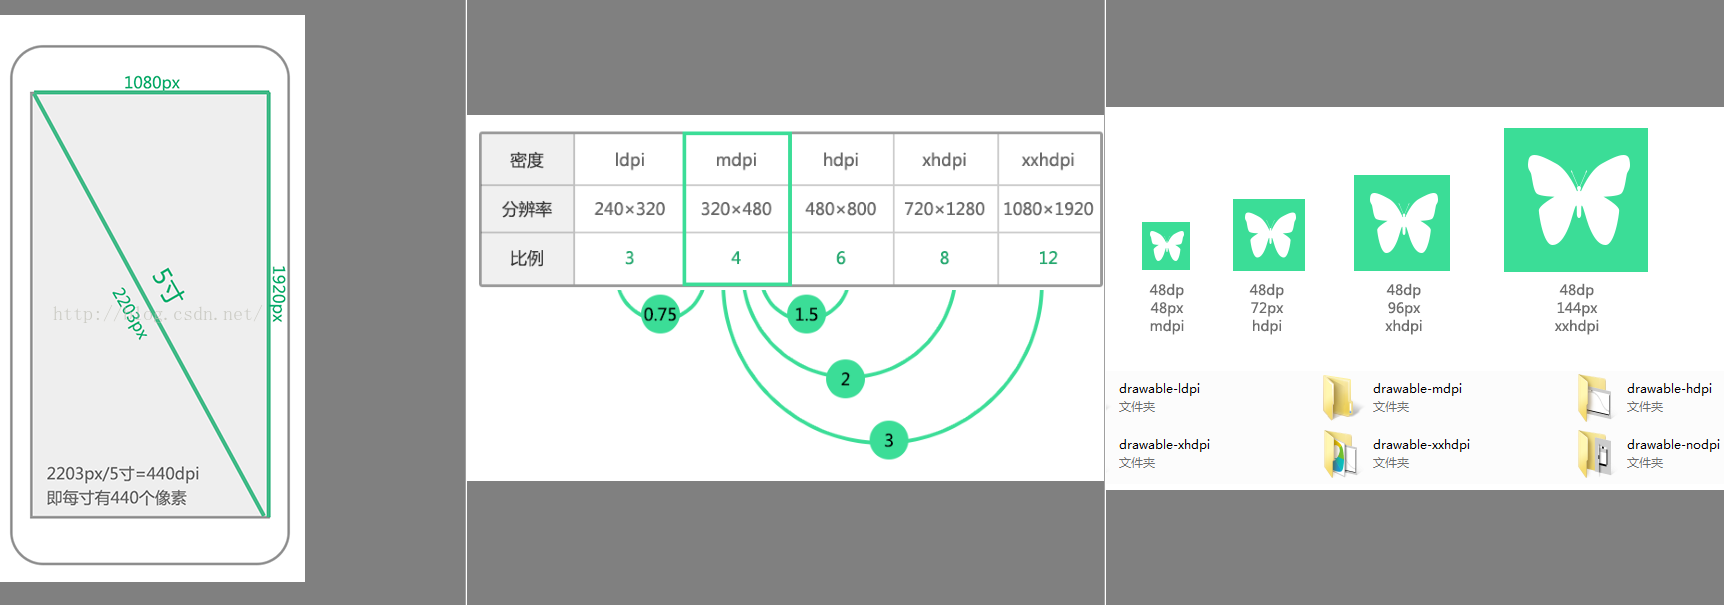 1080px
5寸
2203px
1920px
http://blog.csdn.net/
2203px/5寸=440dpi
即每寸有440个像素
密度 ldpi mdpi hdpi xhdpi xxhdpi
分辨率 240×320 320×480 480×800 720×1280 1080×1920
比例 3 4 6 8 12
0.75
1.5
2
3
48dp 48dp 48dp 48dp
48px 72px 96px 144px
mdpi hdpi xhdpi xxhdpi
drawable-ldpi drawable-mdpi drawable-hdpi
文件夹 文件夹 文件夹
drawable-xhdpi drawable-xxhdpi drawable-nodpi
文件夹 文件夹 文件夹